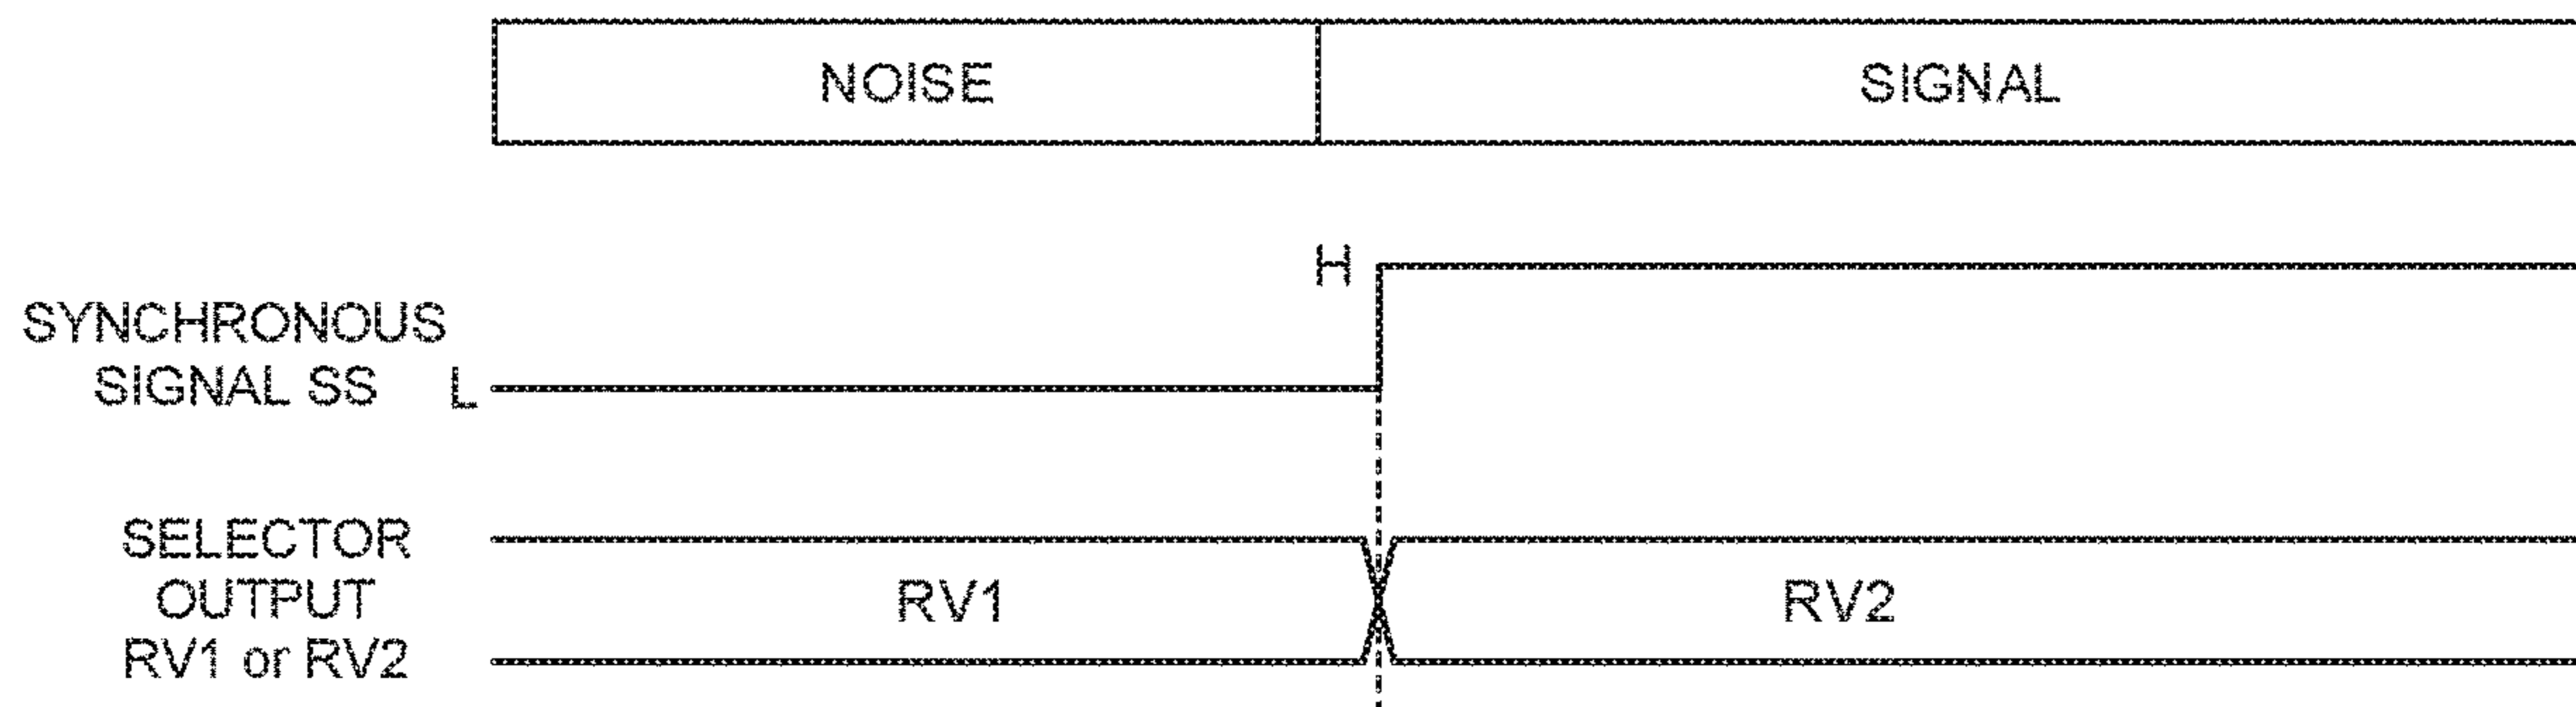 NOISE
SIGNAL
H
SYNCHRONOUS
SIGNAL SS L
SELECTOR
OUTPUT
RV1 or RV2
RV1
RV2